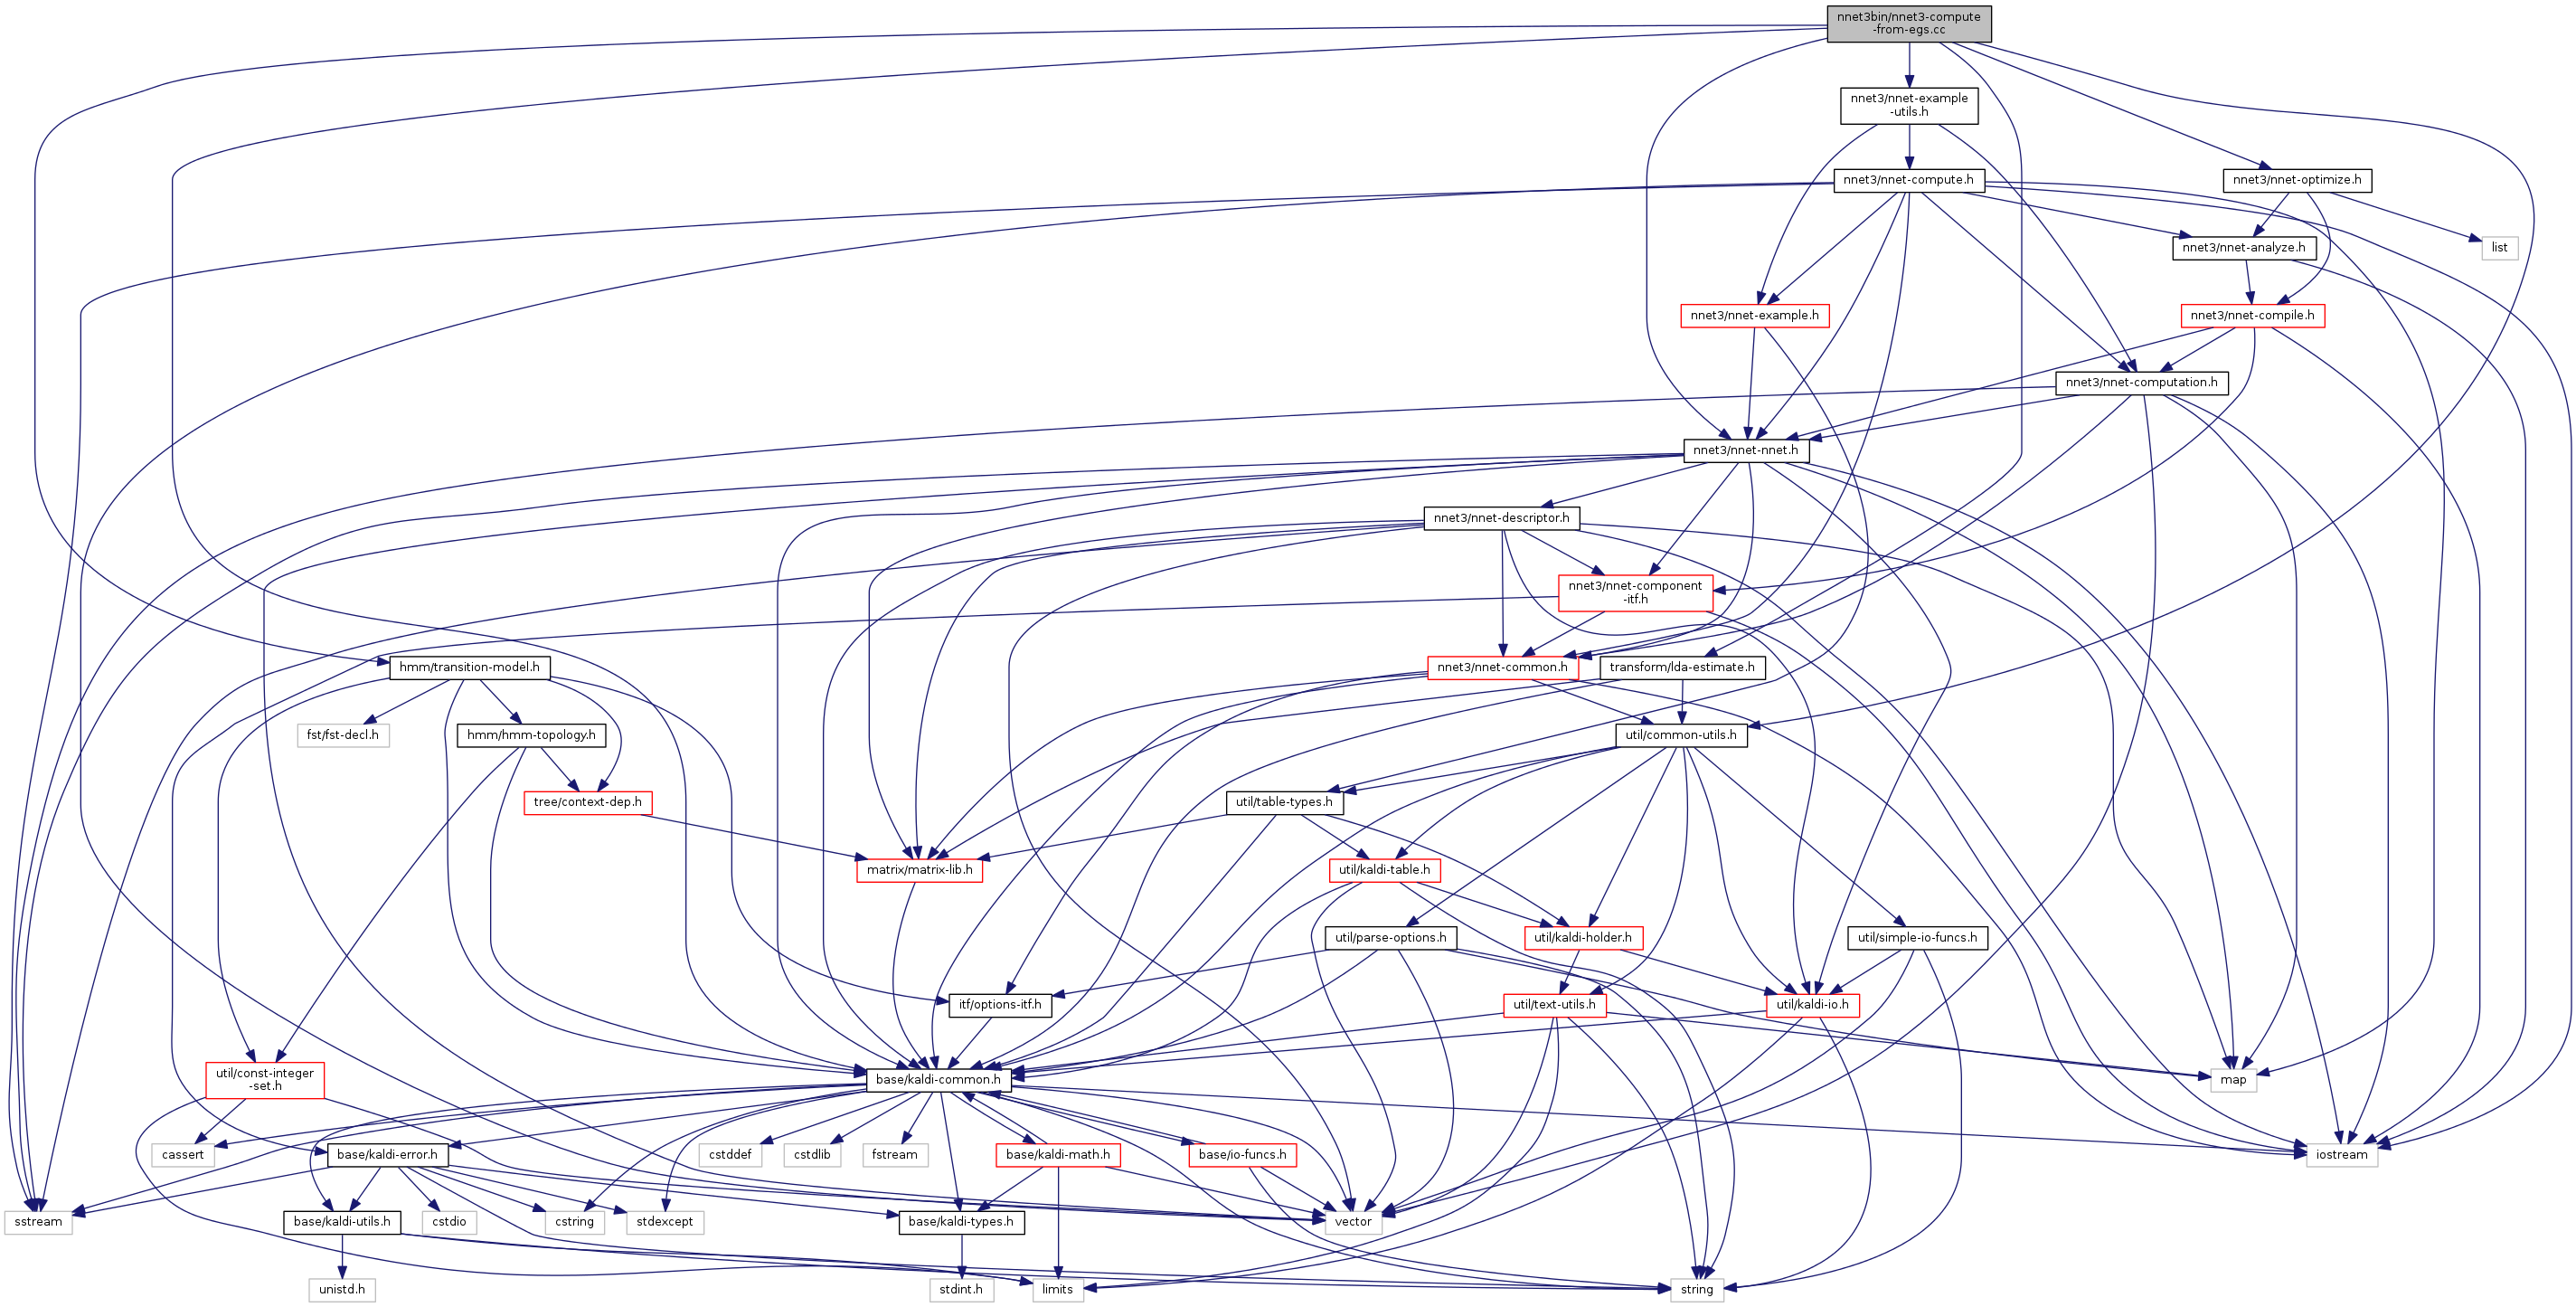 nnet3bin/nnet3-compute
-from-egs.cc
nnet3/nnet-example
-utils.h
nnet3/nnet-compute.h
nnet3/nnet-optimize.h
nnet3/nnet-analyze.h
list
nnet3/nnet-example.h
nnet3/nnet-compile.h
nnet3/nnet-computation.h
nnet3/nnet-nnet.h
nnet3/nnet-descriptor.h
nnet3/nnet-component
-itf.h
hmm/transition-model.h
nnet3/nnet-common.h
transform/lda-estimate.h
fst/fst-decl.h
hmm/hmm-topology.h
util/common-utils.h
tree/context-dep.h
util/table-types.h
matrix/matrix-lib.h
util/kaldi-table.h
util/parse-options.h
util/kaldi-holder.h
util/simple-io-funcs.h
itf/options-itf.h
util/text-utils.h
util/kaldi-io.h
util/const-integer
-set.h
base/kaldi-common.h
map
cassert
base/kaldi-error.h
cstddef
cstdlib
fstream
base/kaldi-math.h
base/io-funcs.h
iostream
sstream
base/kaldi-utils.h
cstdio
cstring
stdexcept
base/kaldi-types.h
vector
unistd.h
stdint.h
limits
string